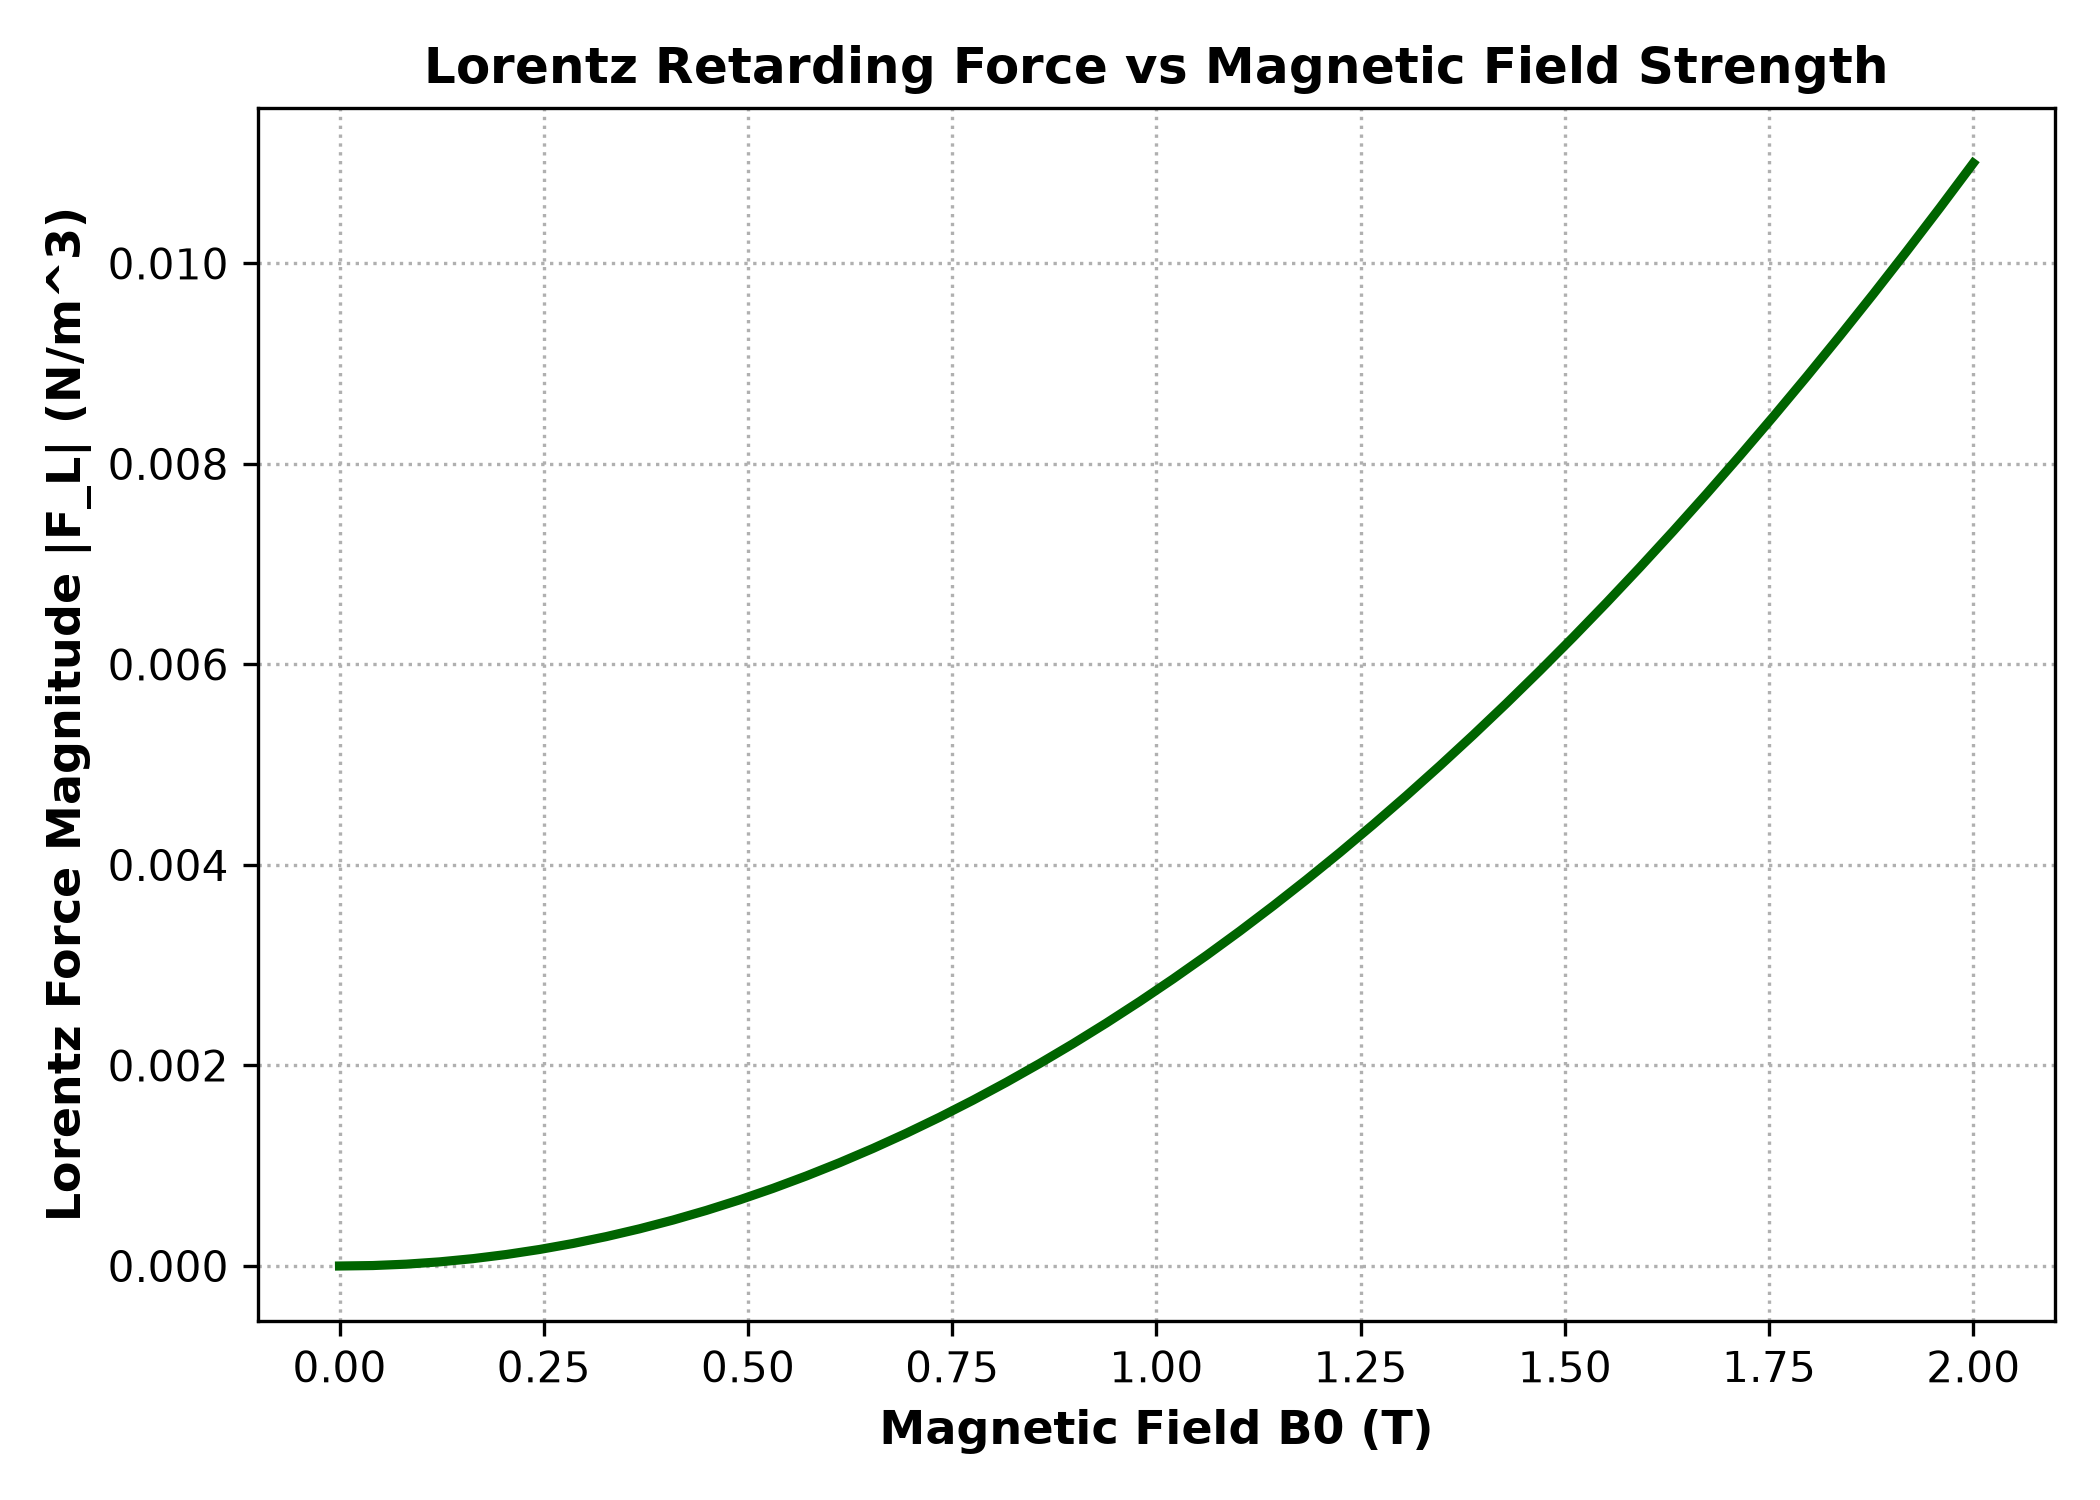 Lorentz Retarding Force vs Magnetic Field Strength
Lorentz Force Magnitude |F_L| (N/m^3)
0.010
0.008
0.006
0.004
0.002
0.000
0.00 0.25 0.50 0.75 1.00 1.25 1.50 1.75 2.00
Magnetic Field B0 (T)